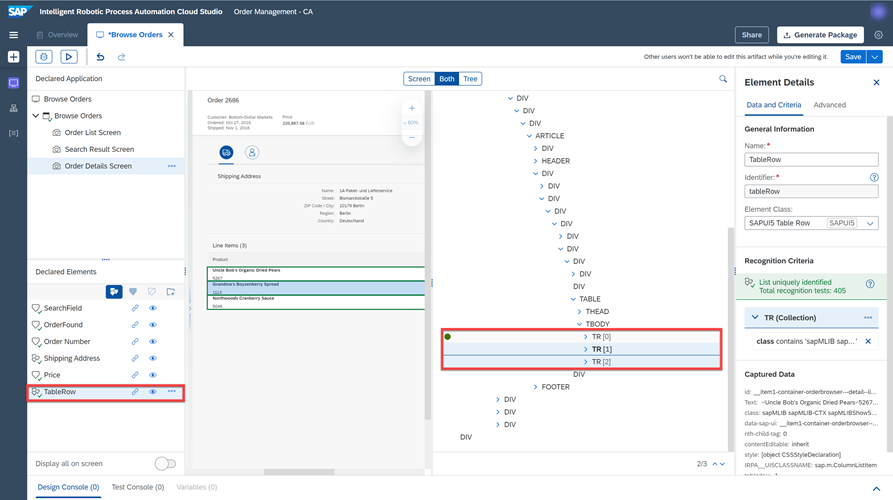 SAP Intelligent Robotic Process Automation Cloud Studio Order Management - CA
Overview *Browse Orders Share Generate Package
Other users won't be able to edit this artifact while you're editing it. Save
Declared Application
Browse Orders
Browse Orders
Order List Screen
Search Result Screen
Order Details Screen
Declared Elements
SearchField
OrderFound
Order Number
Shipping Address
Price
TableRow
Display all on screen
Screen Both Tree
Order 2686
Customer: Bottom-Dollar Markets
Ordered: Oct 27, 2016
Shipped: Nov 1, 2016
Price
60%
Shipping Address
Name: 1A Paket- und Lieferservice
Street: Bismarckstraße 5
ZIP Code / City: 10179 Berlin
Region: Berlin
Country: Deutschland
Line Items (3)
Product
Uncle Bob's Organic Dried Pears
5267
Grandma's Boysenberry Spread
Northwoods Cranberry Sauce
DIV
DIV
DIV
ARTICLE
DIV
HEADER
DIV
DIV
DIV
DIV
DIV
DIV
DIV
DIV
DIV
DIV
TABLE
THEAD
TBODY
TR [0]
TR [1]
TR [2]
DIV
FOOTER
DIV
DIV
DIV
DIV
2/3
Element Details
Data and Criteria Advanced
General Information
Name:*
TableRow
Identifier:*
tableRow
Element Class:
SAPUI5 Table Row SAPUI5
Recognition Criteria
List uniquely identified
Total recognition tests: 405
TR (Collection)
class contains 'sapMLIB sap...
Captured Data
id: __item1-container-orderbrowser---detail--li...
Text: ~Uncle Bob's Organic Dried Pears~5267...
class: sapMLIB sapMLIB-CTX sapMLIBShowS...
data-sap-ui: __item1-container-orderbrowser--
nth-child-tag: 0
contentEditable: inherit
style: [object CSSStyleDeclaration]
IRPA__UI5CLASSNAME: sap.m.ColumnListItem
Design Console (0) Test Console (0) Variables (0)